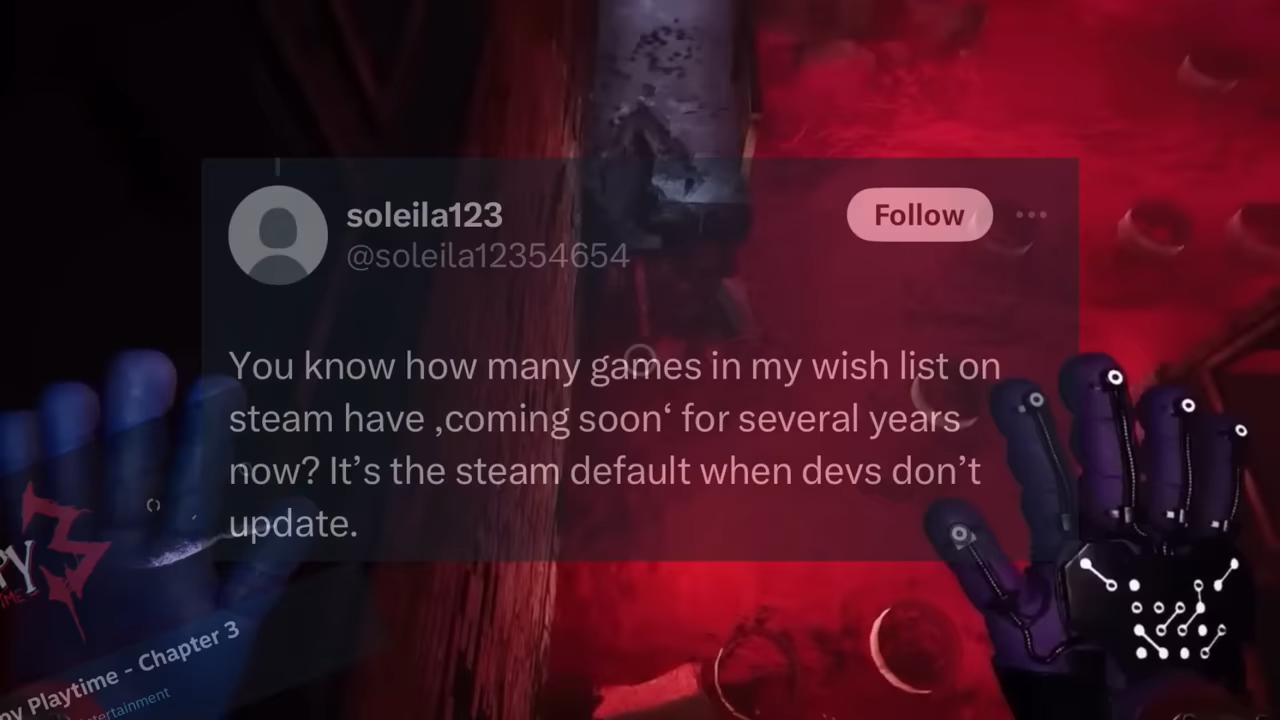 soleila123
Follow
@soleila12354654
You know how many games in my wish list on
steam have ‚coming soon‘ for several years
now? It’s the steam default when devs don’t
update.
3
Playtime - Chapter 3